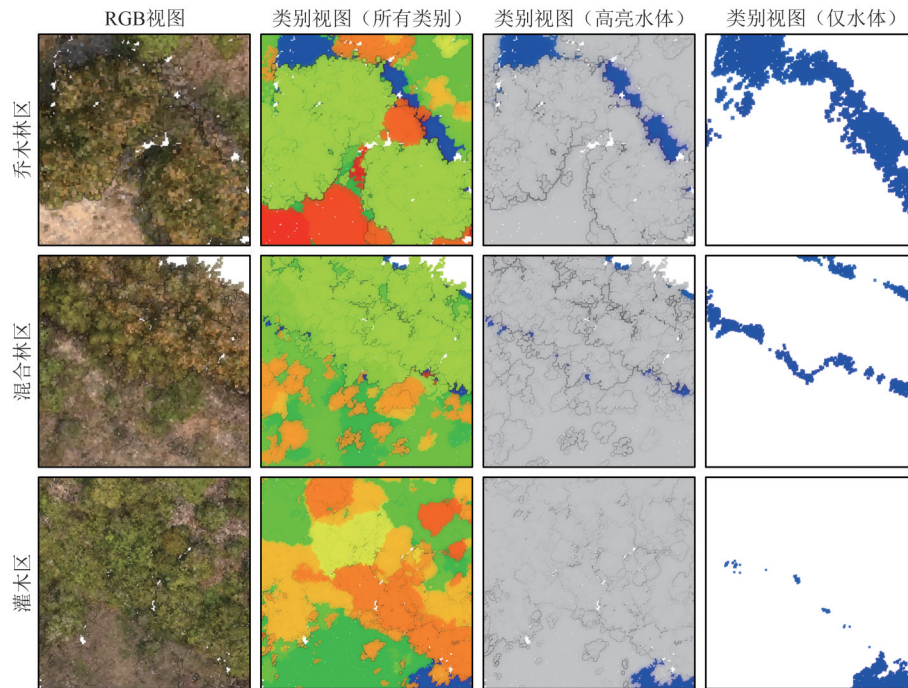 RGB视图
类别视图（所有类别）
类别视图（高亮水体）
类别视图（仅水体）
乔木林区
混合林区
灌木区